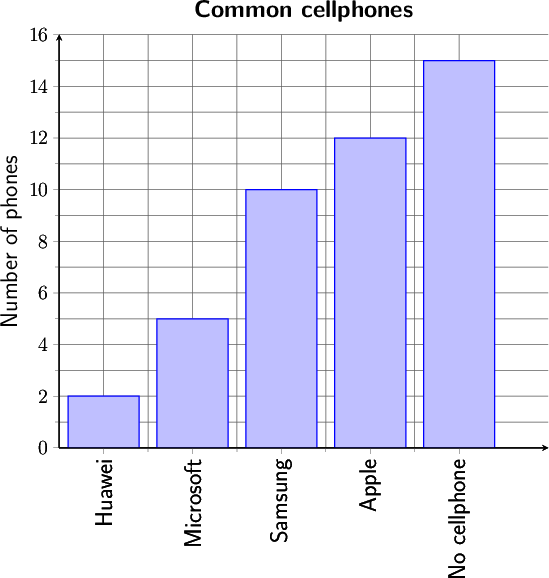 Common cellphones
Number of phones
16
14
12
10
8
6
4
2
0
Huawei
Microsoft
Samsung
Apple
No cellphone